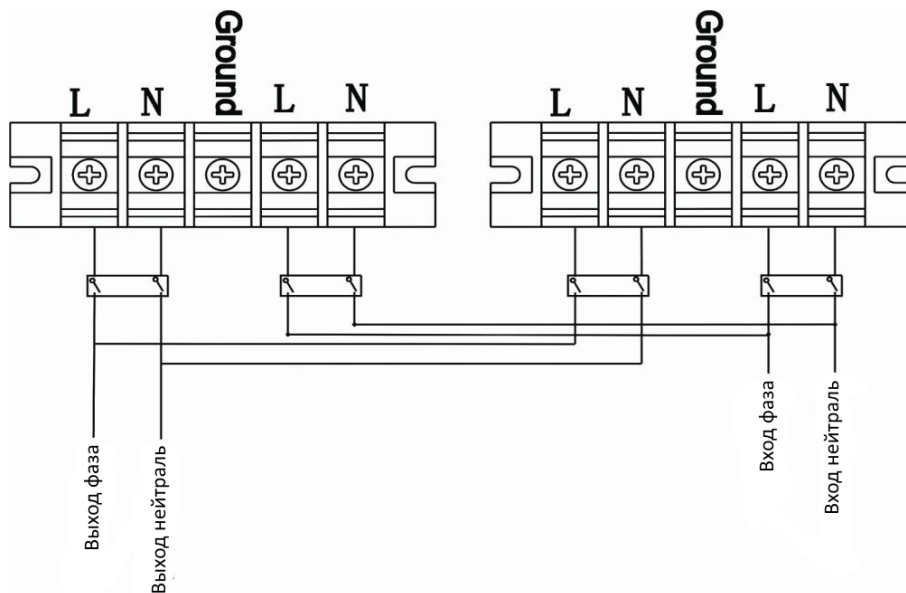 Ground
Ground
L
N
L
N
L
N
L
N
Выход фаза
Выход нейтраль
Вход фаза
Вход нейтраль